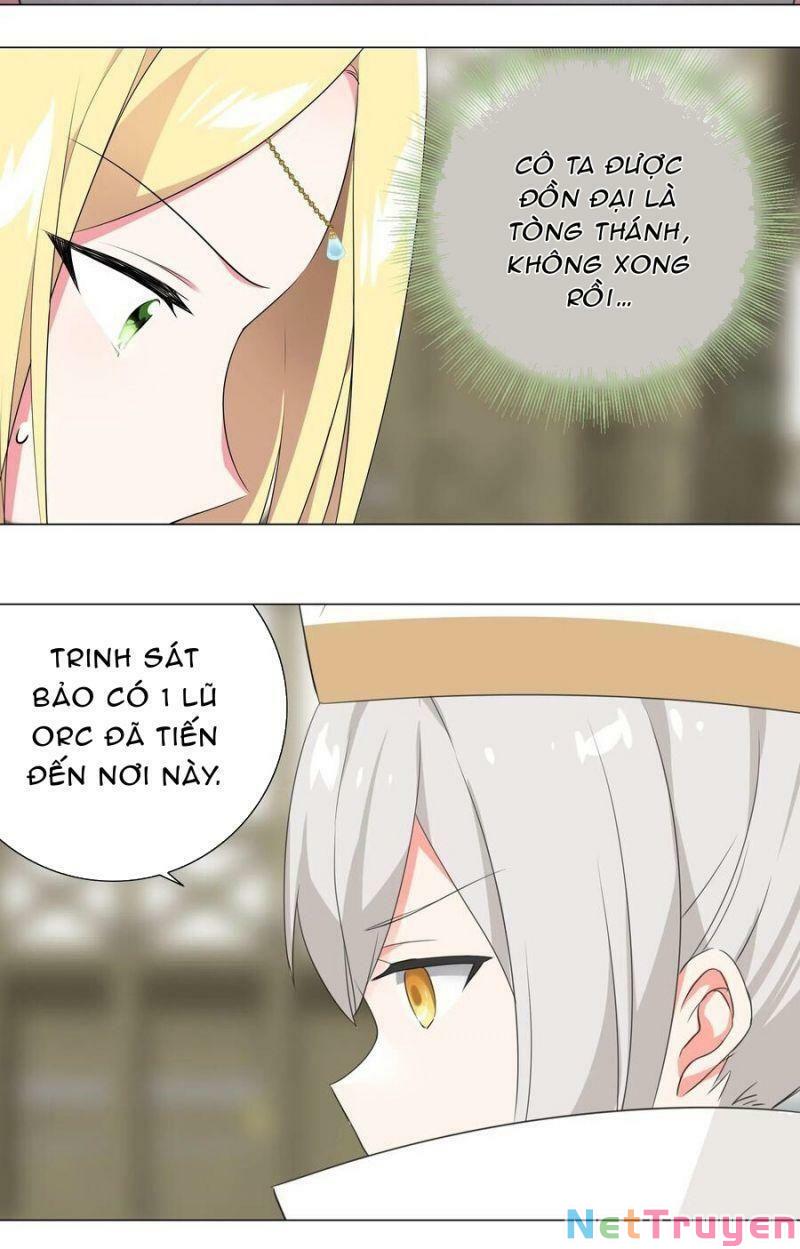 CÔ TA ĐƯỢC
ĐỒN ĐẠI LÀ
TÒNG THÁNH,
KHÔNG XONG
RỒI...
TRINH SÁT
BẢO CÓ 1 LŨ
ORC ĐÃ TIẾN
ĐẾN NƠI NÀY.
NETTRUYEN